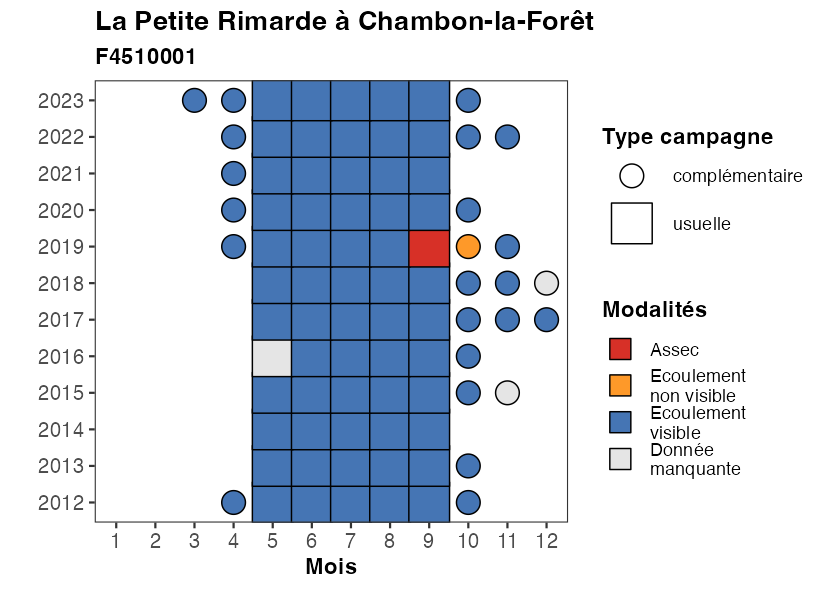 La Petite Rimarde à Chambon-la-Forêt
F4510001
2023
2022
2021
2020
2019
2018
2017
2016
2015
2014
2013
2012
1 2 3 4 5 6 7 8 9 10 11 12
Mois
Type campagne
complémentaire
usuelle
Modalités
Assec
Ecoulement
non visible
Ecoulement
visible
Donnée
manquante